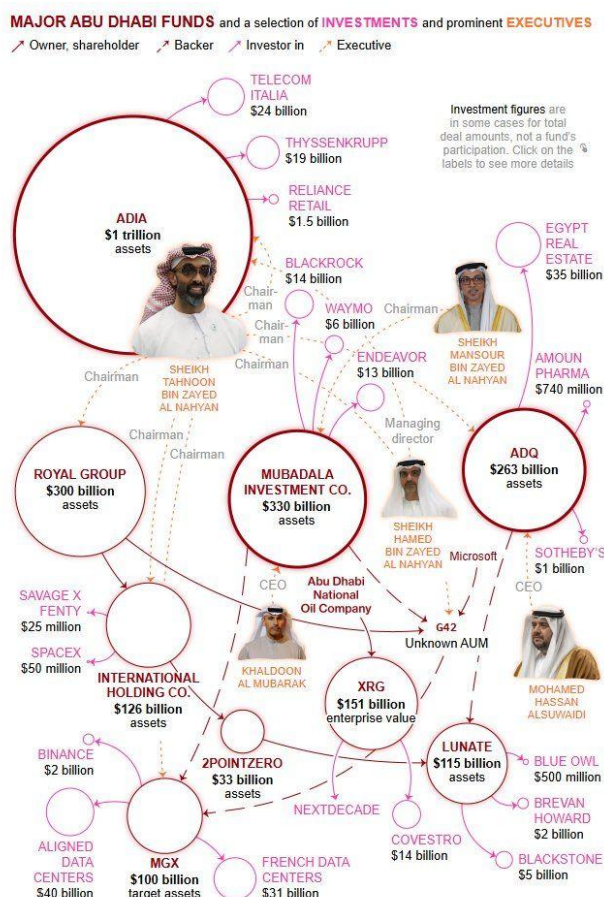 MAJOR ABU DHABI FUNDS and a selection of INVESTMENTS and prominent EXECUTIVES
Owner, shareholder Backer Investor in Executive
TELECOM
ITALIA
$24 billion
Investment figures are
in some cases for total
deal amounts, not a fund's
participation. Click on the
labels to see more details
THYSSENKRUPP
$19 billion
RELIANCE
RETAIL
$1.5 billion
ADIA
$1 trillion
assets
EGYPT
REAL
ESTATE
$35 billion
BLACKROCK
$14 billion
Chair-
man
WAYMO
$6 billion
Chairman
Chair-
man
ENDEAVOR
$13 billion
SHEIKH
MANSOUR
BIN ZAYED
AL NAHYAN
AMOUN
PHARMA
$740 million
Chairman
SHEIKH
TAHNOON
BIN ZAYED
AL NAHYAN
Chairman
Managing
director
Chairman
Chairman
ROYAL GROUP
$300 billion
assets
MUBADALA
INVESTMENT CO.
$330 billion
assets
ADQ
$263 billion
assets
SHEIKH
HAMED
BIN ZAYED
AL NAHYAN
Microsoft
SOTHEBY'S
$1 billion
CEO
CEO
Abu Dhabi
National
Oil Company
SAVAGE X
FENTY
$25 million
G42
Unknown AUM
SPACEX
$50 million
KHALDOON
AL MUBARAK
INTERNATIONAL
HOLDING CO.
$126 billion
assets
XRG
$151 billion
enterprise value
MOHAMED
HASSAN
ALSUWAIDI
BINANCE
$2 billion
2POINTZERO
$33 billion
assets
LUNATE
$115 billion
assets
BLUE OWL
$500 million
NEXTDECADE
BREVAN
HOWARD
$2 billion
COVESTRO
$14 billion
ALIGNED
DATA
CENTERS
$40 billion
MGX
$100 billion
target assets
FRENCH DATA
CENTERS
$31 billion
BLACKSTONE
$5 billion